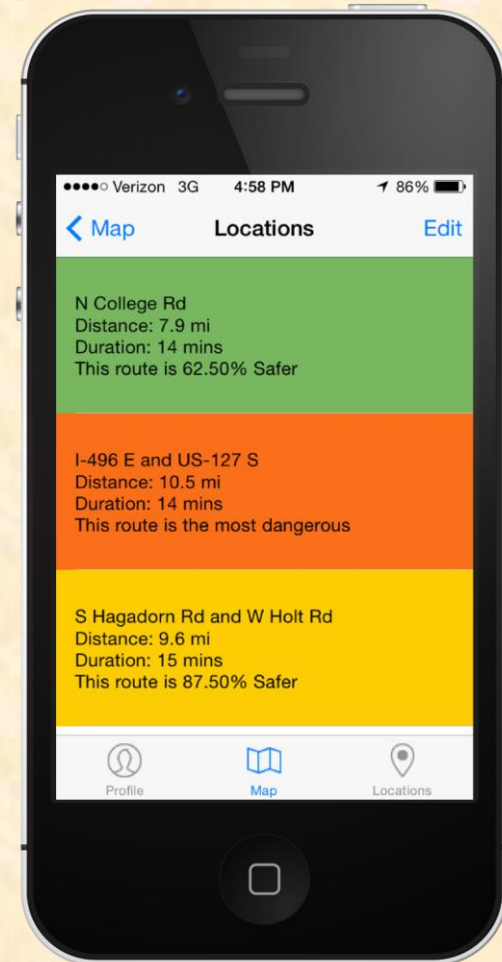 Verizon 3G 4:58 PM 86%
Map Locations Edit
N College Rd
Distance: 7.9 mi
Duration: 14 mins
This route is 62.50% Safer
I-496 E and US-127 S
Distance: 10.5 mi
Duration: 14 mins
This route is the most dangerous
S Hagadorn Rd and W Holt Rd
Distance: 9.6 mi
Duration: 15 mins
This route is 87.50% Safer
Profile Map Locations